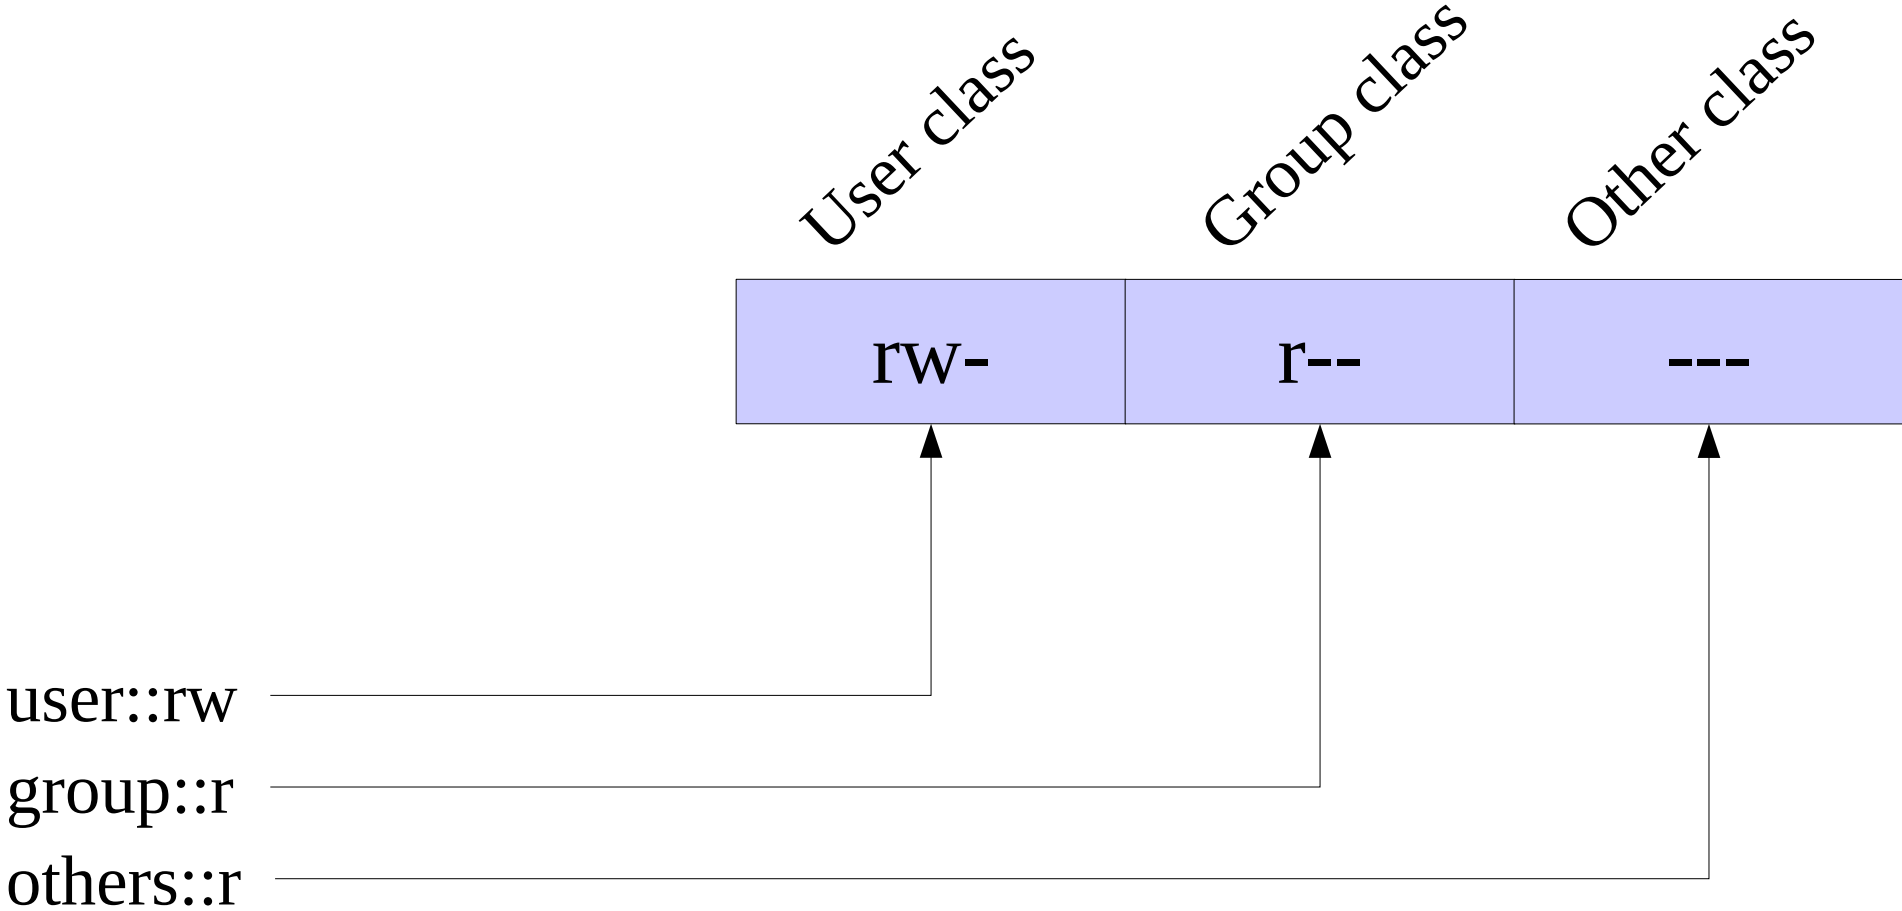 User class
Group class
Other class
rw-
r--
---
user::rw
group::r
others::r